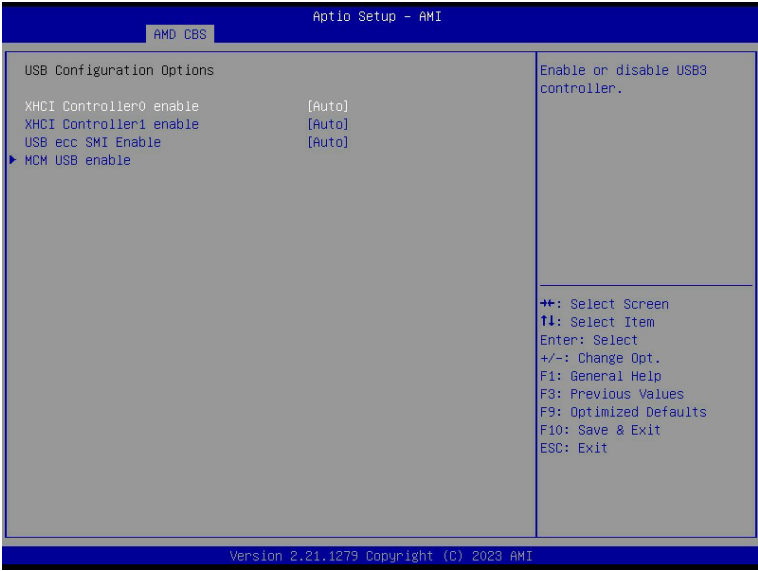 Aptio Setup – AMI
AMD CBS
USB Configuration Options
XHCI Controller0 enable [Auto]
XHCI Controller1 enable [Auto]
USB ecc SMI Enable [Auto]
MCM USB enable
Enable or disable USB3
controller.
→←: Select Screen
↑↓: Select Item
Enter: Select
+/-: Change Opt.
F1: General Help
F3: Previous Values
F9: Optimized Defaults
F10: Save & Exit
ESC: Exit
Version 2.21.1279 Copyright (C) 2023 AMI